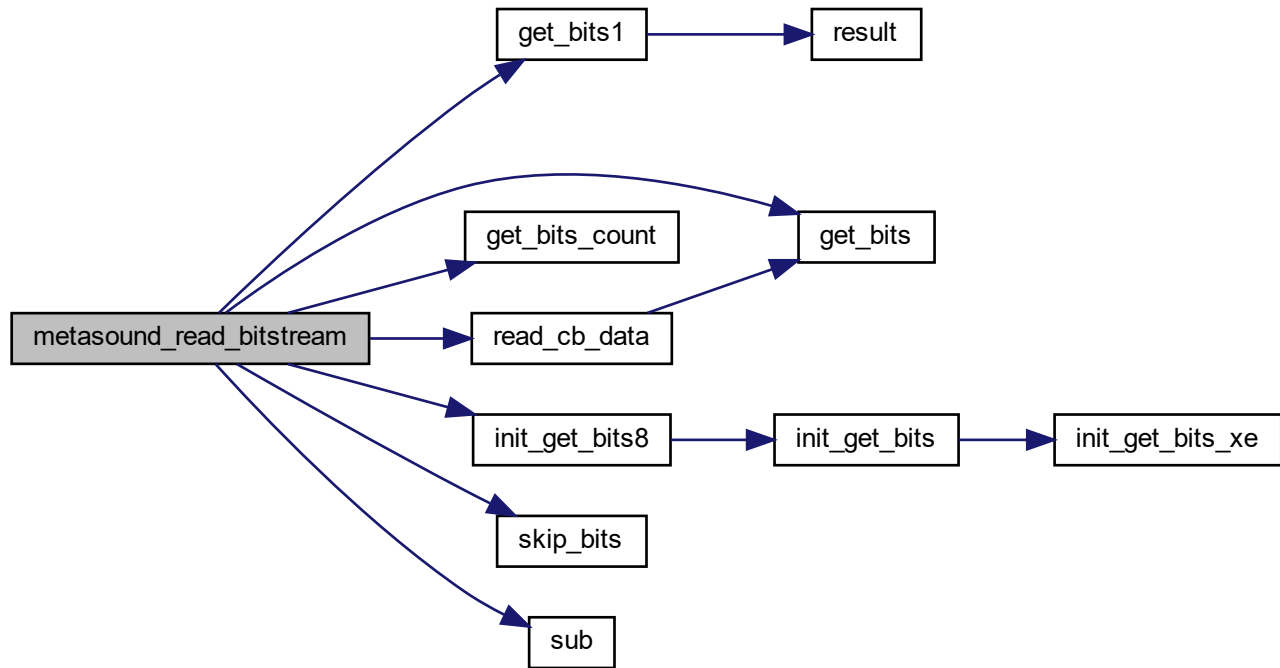 get_bits1
result
get_bits_count
get_bits
metasound_read_bitstream
read_cb_data
init_get_bits8
init_get_bits
init_get_bits_xe
skip_bits
sub